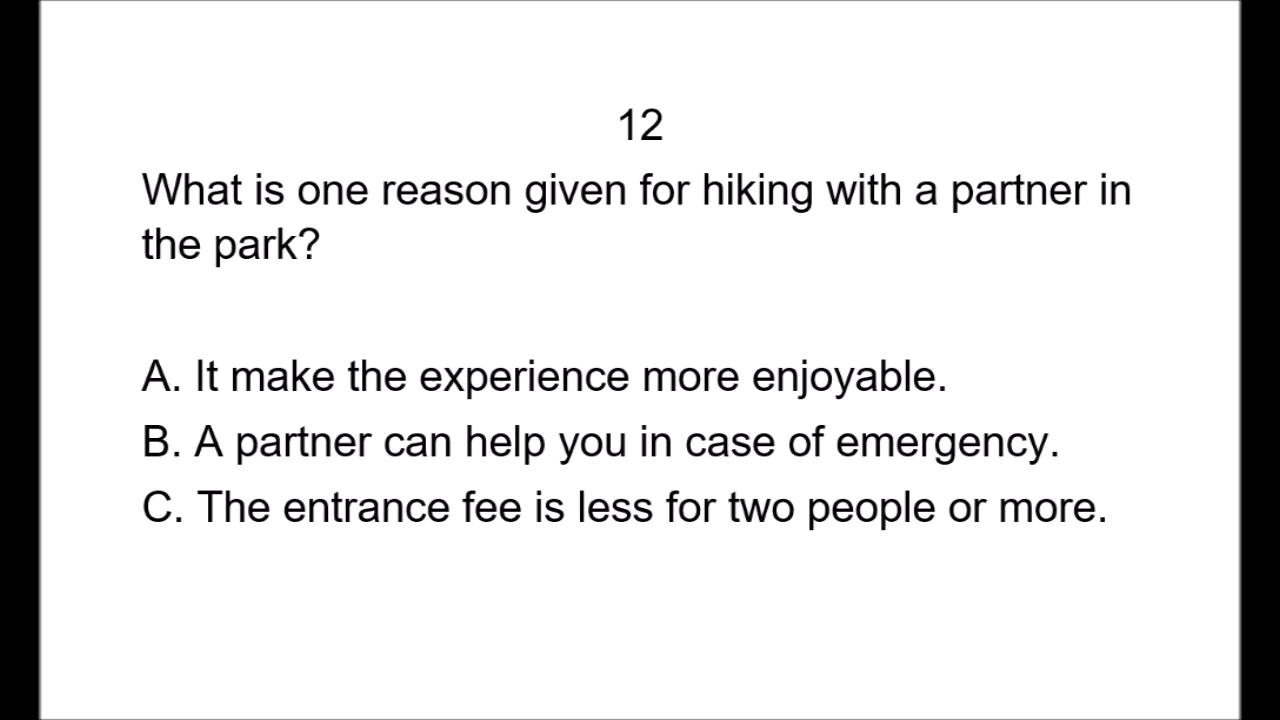 12
What is one reason given for hiking with a partner in
the park?
A. It make the experience more enjoyable.
B. A partner can help you in case of emergency.
C. The entrance fee is less for two people or more.